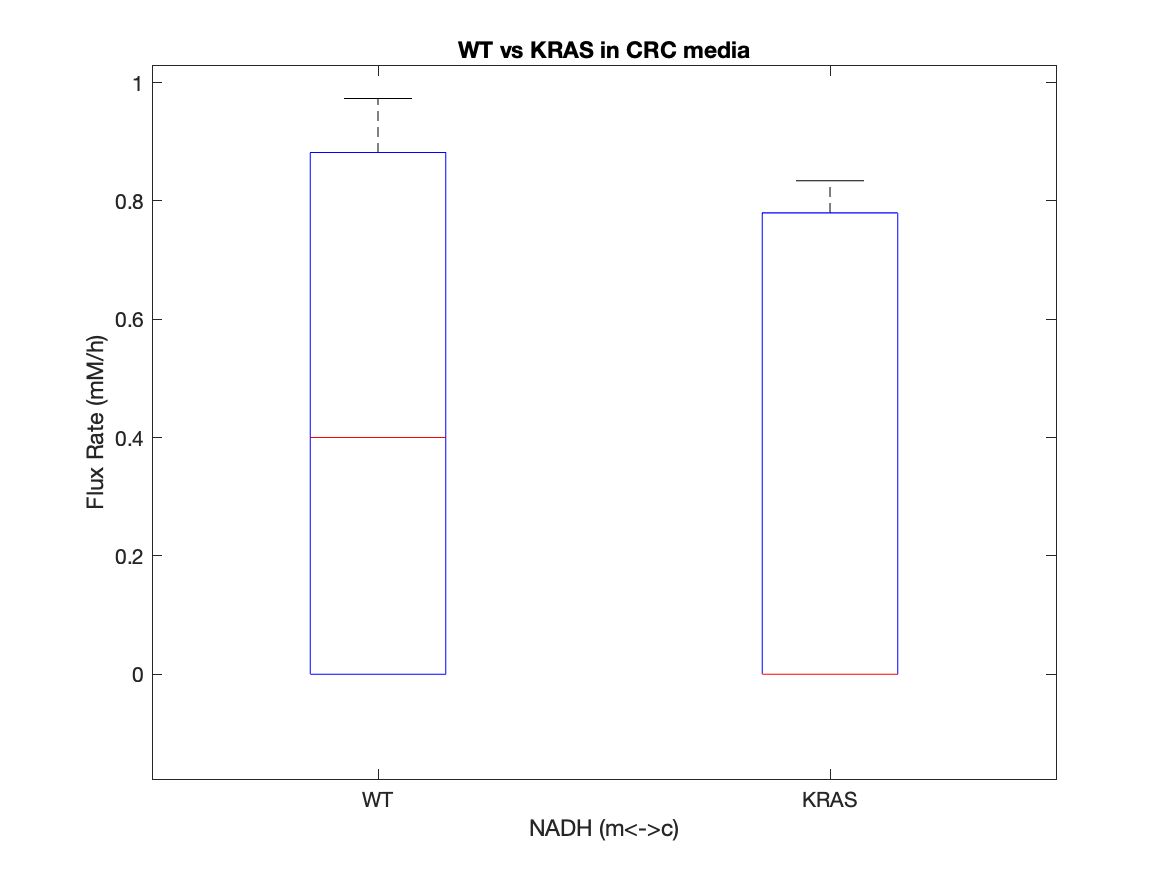 WT vs KRAS in CRC media
1
0.8
0.6
0.4
0.2
0
Flux Rate (mM/h)
WT
KRAS
NADH (m<->c)